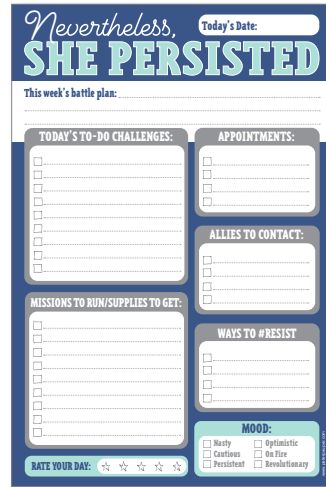 Nevertheless,
Today's Date:
SHE PERSISTED
This week's battle plan:
TODAY'S TO-DO CHALLENGES:
APPOINTMENTS:
ALLIES TO CONTACT:
MISSIONS TO RUN/SUPPLIES TO GET:
WAYS TO #RESIST
MOOD:
Nasty
Optimistic
Cautious
On Fire
Persistent
Revolutionary
RATE YOUR DAY: